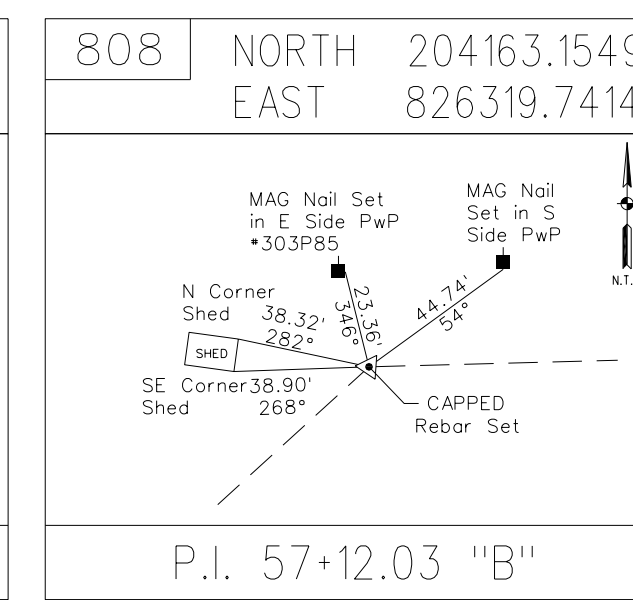 808
NORTH 204163.1549
EAST 826319.7414
MAG Nail Set
in E Side PwP
*303P85
MAG Nail
Set in S
Side PwP
N.T.
N Corner
Shed
38.32'
282°
23.36'
346°
44.74'
54°
SHED
SE Corner
Shed
38.90'
268°
CAPPED
Rebar Set
P.I. 57+12.03 "B"